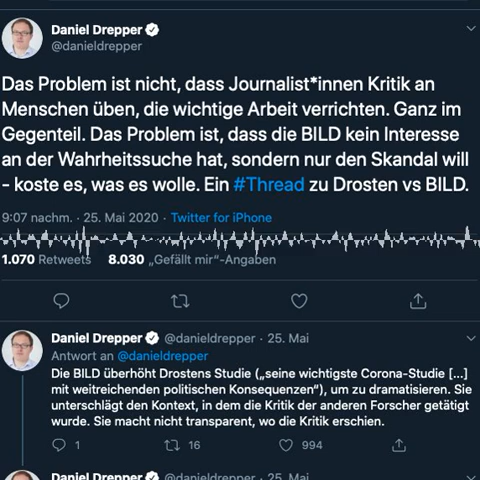 Daniel Drepper
@danieldrepper
Das Problem ist nicht, dass Journalist*innen Kritik an
Menschen üben, die wichtige Arbeit verrichten. Ganz im
Gegenteil. Das Problem ist, dass die BILD kein Interesse
an der Wahrheitssuche hat, sondern nur den Skandal will
- koste es, was es wolle. Ein #Thread zu Drosten vs BILD.
9:07 nachm. · 25. Mai 2020 · Twitter for iPhone
1.070 Retweets 8.030 „Gefällt mir“-Angaben
Daniel Drepper @danieldrepper · 25. Mai
Antwort an @danieldrepper
Die BILD überhöht Drostens Studie („seine wichtigste Corona-Studie [...]
mit weitreichenden politischen Konsequenzen“), um zu dramatisieren. Sie
unterschlägt den Kontext, in dem die Kritik der anderen Forscher getätigt
wurde. Sie macht nicht transparent, wo die Kritik erschien.
1 16 994
Daniel Drepper @danieldrepper · 25. Mai